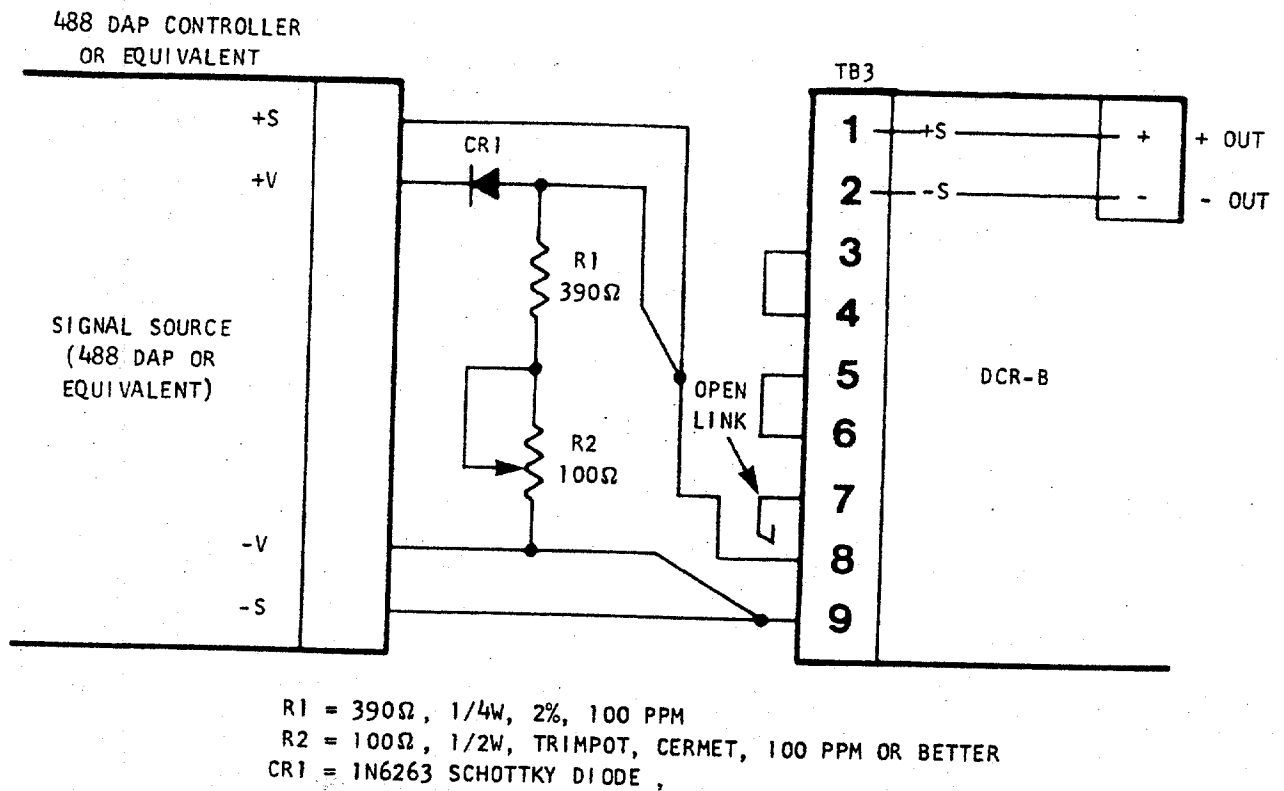 488 DAP CONTROLLER
OR EQUIVALENT
+S
+V
CR1
R1
390Ω
SIGNAL SOURCE
(488 DAP OR
EQUIVALENT)
R2
100Ω
-V
-S
OPEN
LINK
TB3
1
+S
+
+ OUT
2
-S
-
- OUT
3
4
5
6
7
8
9
DCR-B
R1 = 390Ω, 1/4W, 2%, 100 PPM
R2 = 100Ω, 1/2W, TRIMPOT, CERMET, 100 PPM OR BETTER
CR1 = 1N6263 SCHOTTKY DIODE ,